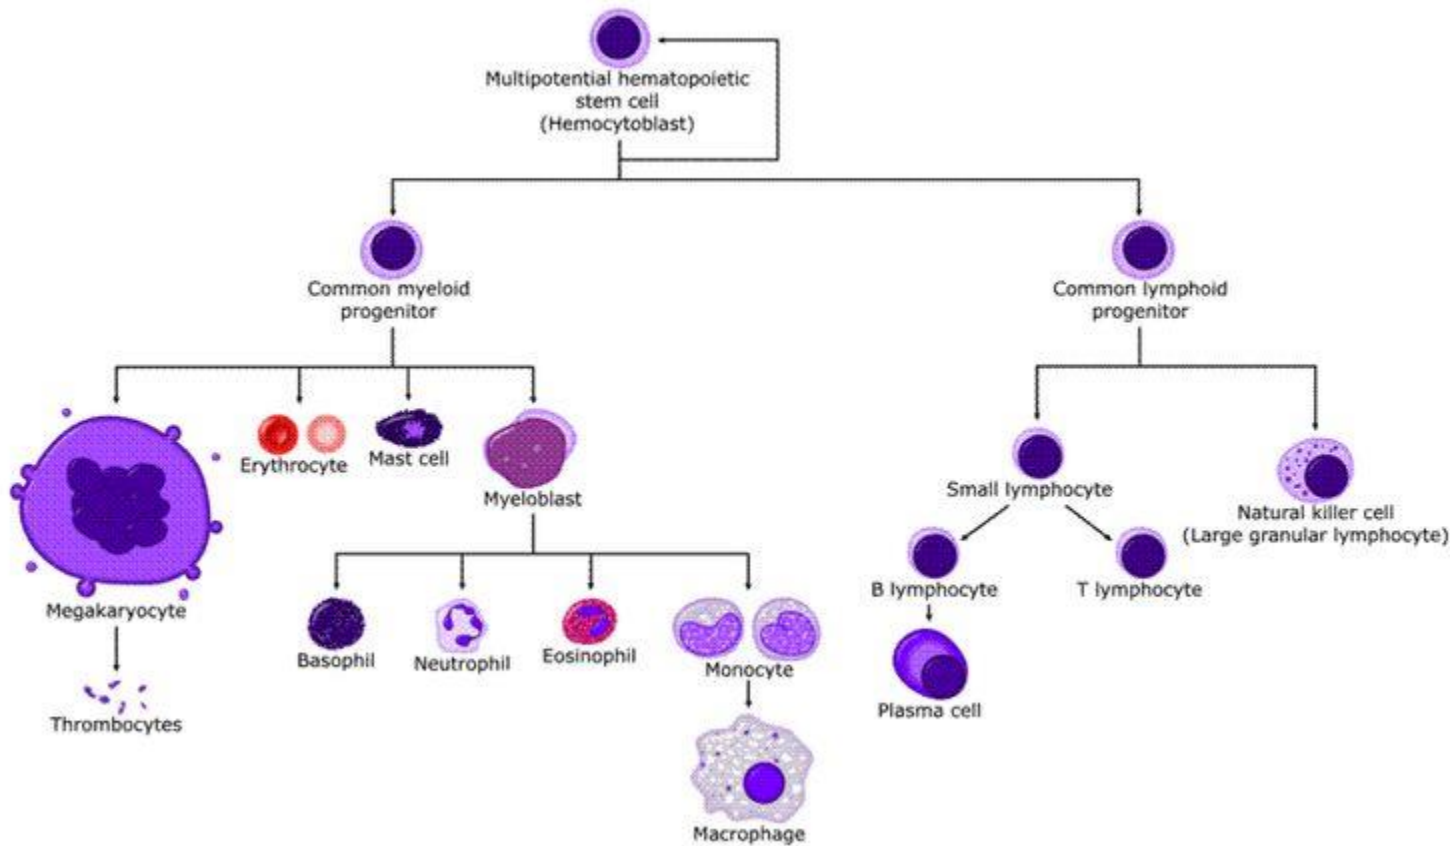 Multipotential hematopoietic
stem cell
(Hemocytoblast)
Common myeloid
progenitor
Common lymphoid
progenitor
Erythrocyte
Mast cell
Myeloblast
Small lymphocyte
Natural killer cell
(Large granular lymphocyte)
Megakaryocyte
B lymphocyte
T lymphocyte
Basophil
Neutrophil
Eosinophil
Monocyte
Thrombocytes
Plasma cell
Macrophage